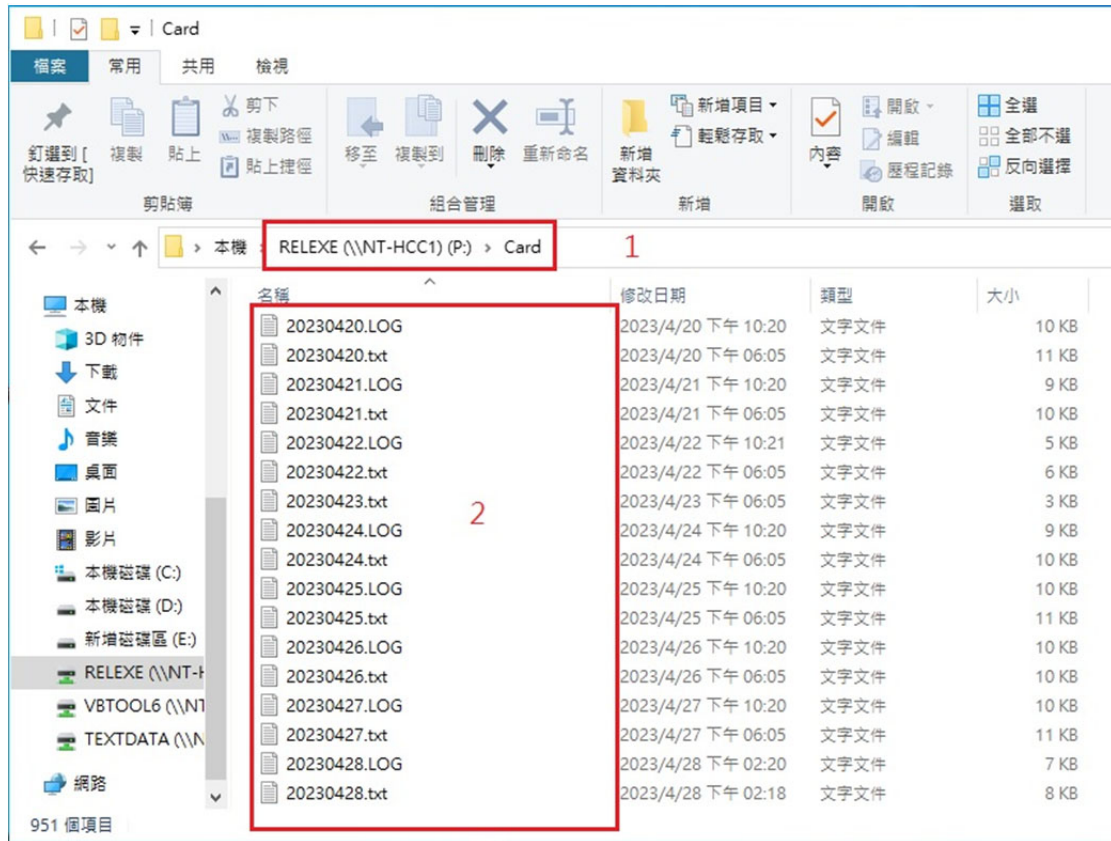 Card
檔案 常用 共用 檢視
釘選到 [快速存取]
複製
貼上
剪下
複製路徑
貼上捷徑
剪貼簿
移至
複製到
刪除
重新命名
組合管理
新增資料夾
新增項目
輕鬆存取
新增
內容
開啟
編輯
歷程記錄
開啟
全選
全部不選
反向選擇
選取
本機 > RELEXE (\\NT-HCC1) (P:) > Card
1
本機
3D 物件
下載
文件
音樂
桌面
圖片
影片
本機磁碟 (C:)
本機磁碟 (D:)
新增磁碟區 (E:)
RELEXE (\\NT-H
VBTOOL6 (\\NT
TEXTDATA (\\N
網路
名稱 修改日期 類型 大小
20230420.LOG 2023/4/20 下午 10:20 文字文件 10 KB
20230420.txt 2023/4/20 下午 06:05 文字文件 11 KB
20230421.LOG 2023/4/21 下午 10:20 文字文件 9 KB
20230421.txt 2023/4/21 下午 06:05 文字文件 10 KB
20230422.LOG 2023/4/22 下午 10:21 文字文件 5 KB
20230422.txt 2023/4/22 下午 06:05 文字文件 6 KB
20230423.txt 2023/4/23 下午 06:05 文字文件 3 KB
2
20230424.LOG 2023/4/24 下午 10:20 文字文件 9 KB
20230424.txt 2023/4/24 下午 06:05 文字文件 10 KB
20230425.LOG 2023/4/25 下午 10:20 文字文件 10 KB
20230425.txt 2023/4/25 下午 06:05 文字文件 11 KB
20230426.LOG 2023/4/26 下午 10:20 文字文件 10 KB
20230426.txt 2023/4/26 下午 06:05 文字文件 10 KB
20230427.LOG 2023/4/27 下午 10:20 文字文件 10 KB
20230427.txt 2023/4/27 下午 06:05 文字文件 11 KB
20230428.LOG 2023/4/28 下午 02:20 文字文件 7 KB
20230428.txt 2023/4/28 下午 02:18 文字文件 8 KB
951 個項目